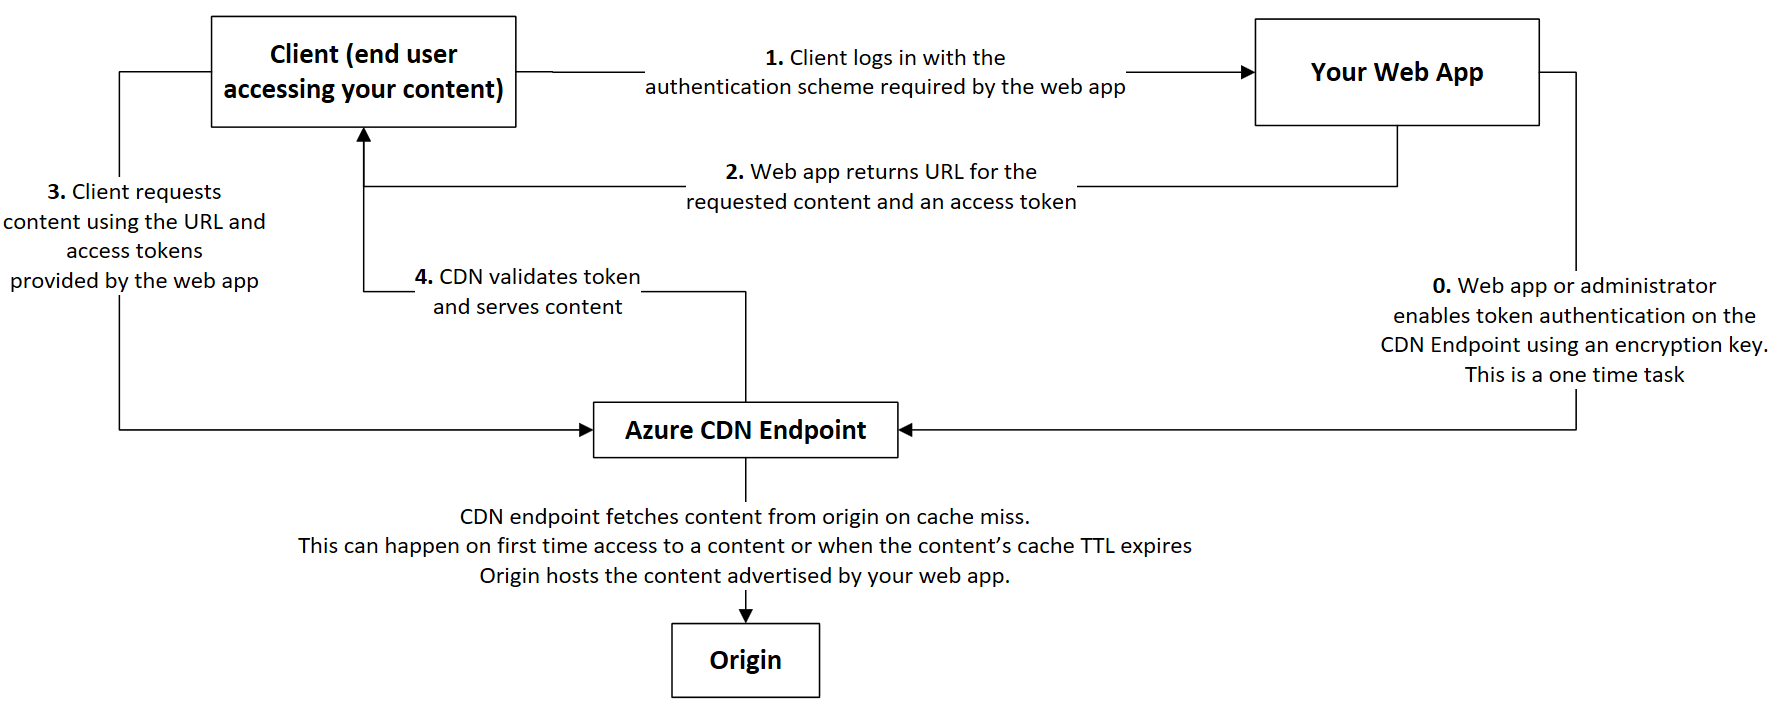 Client (end user
accessing your content)
1. Client logs in with the
authentication scheme required by the web app
Your Web App
2. Web app returns URL for the
requested content and an access token
3. Client requests
content using the URL and
access tokens
provided by the web app
4. CDN validates token
and serves content
0. Web app or administrator
enables token authentication on the
CDN Endpoint using an encryption key.
This is a one time task
Azure CDN Endpoint
CDN endpoint fetches content from origin on cache miss.
This can happen on first time access to a content or when the content’s cache TTL expires
Origin hosts the content advertised by your web app.
Origin